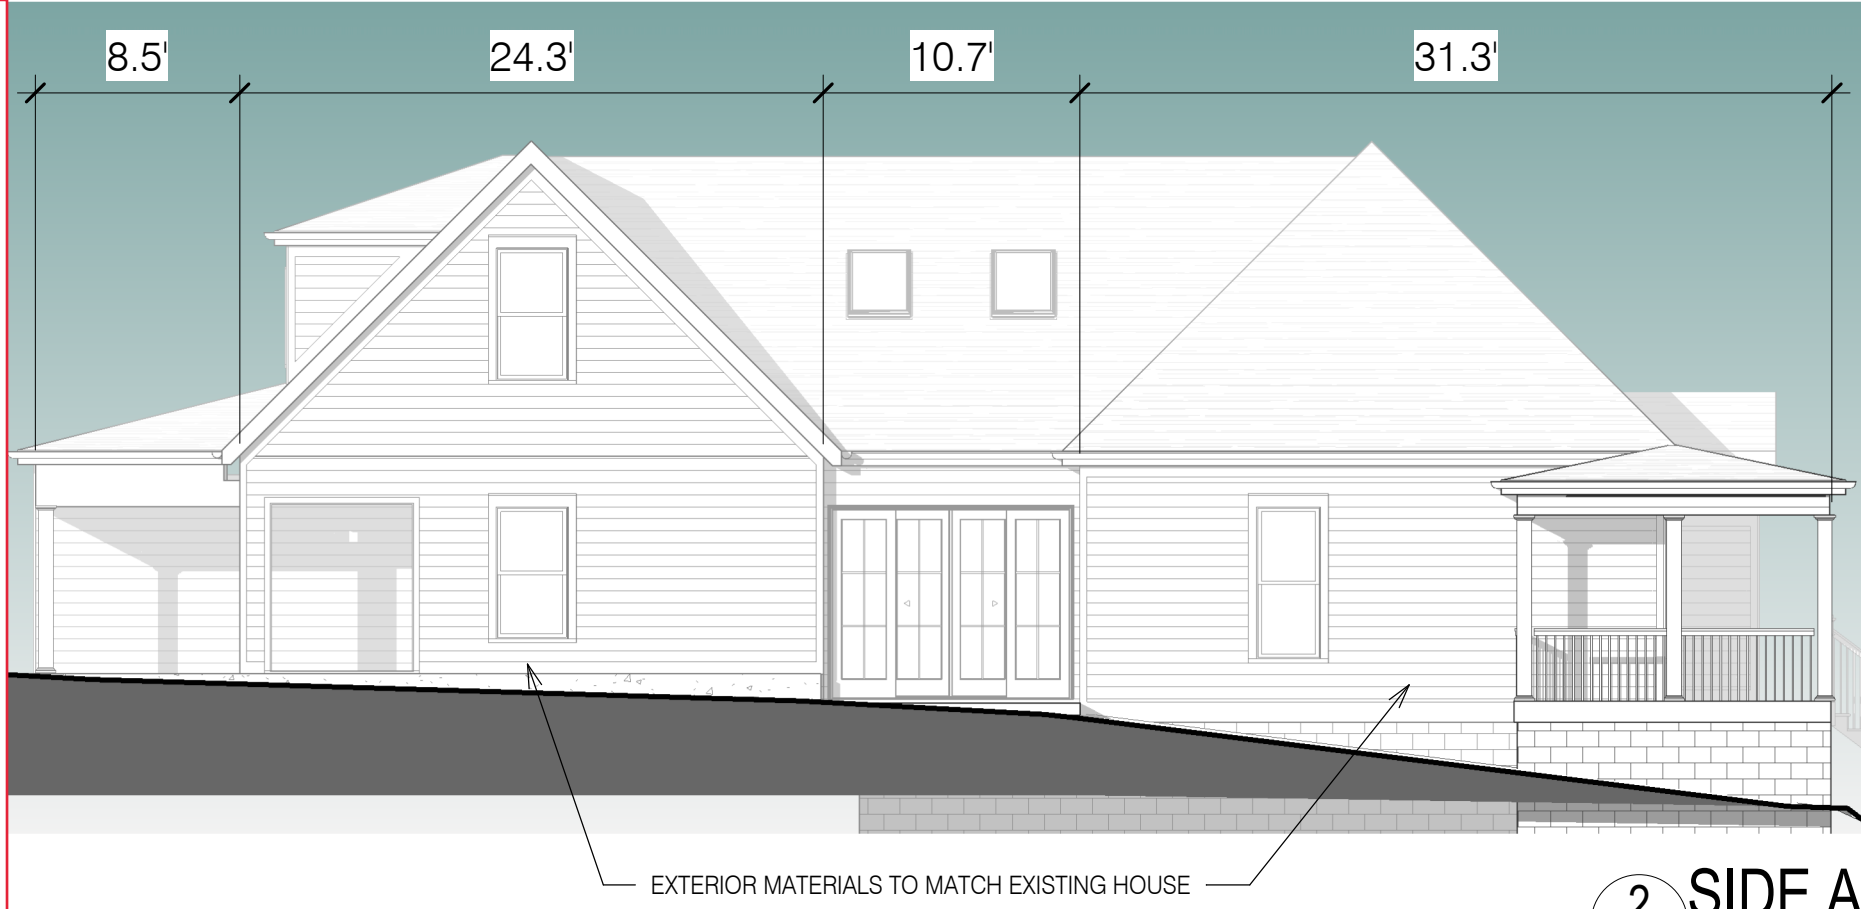 8.5' 24.3' 10.7' 31.3'
EXTERIOR MATERIALS TO MATCH EXISTING HOUSE
2 SIDE A